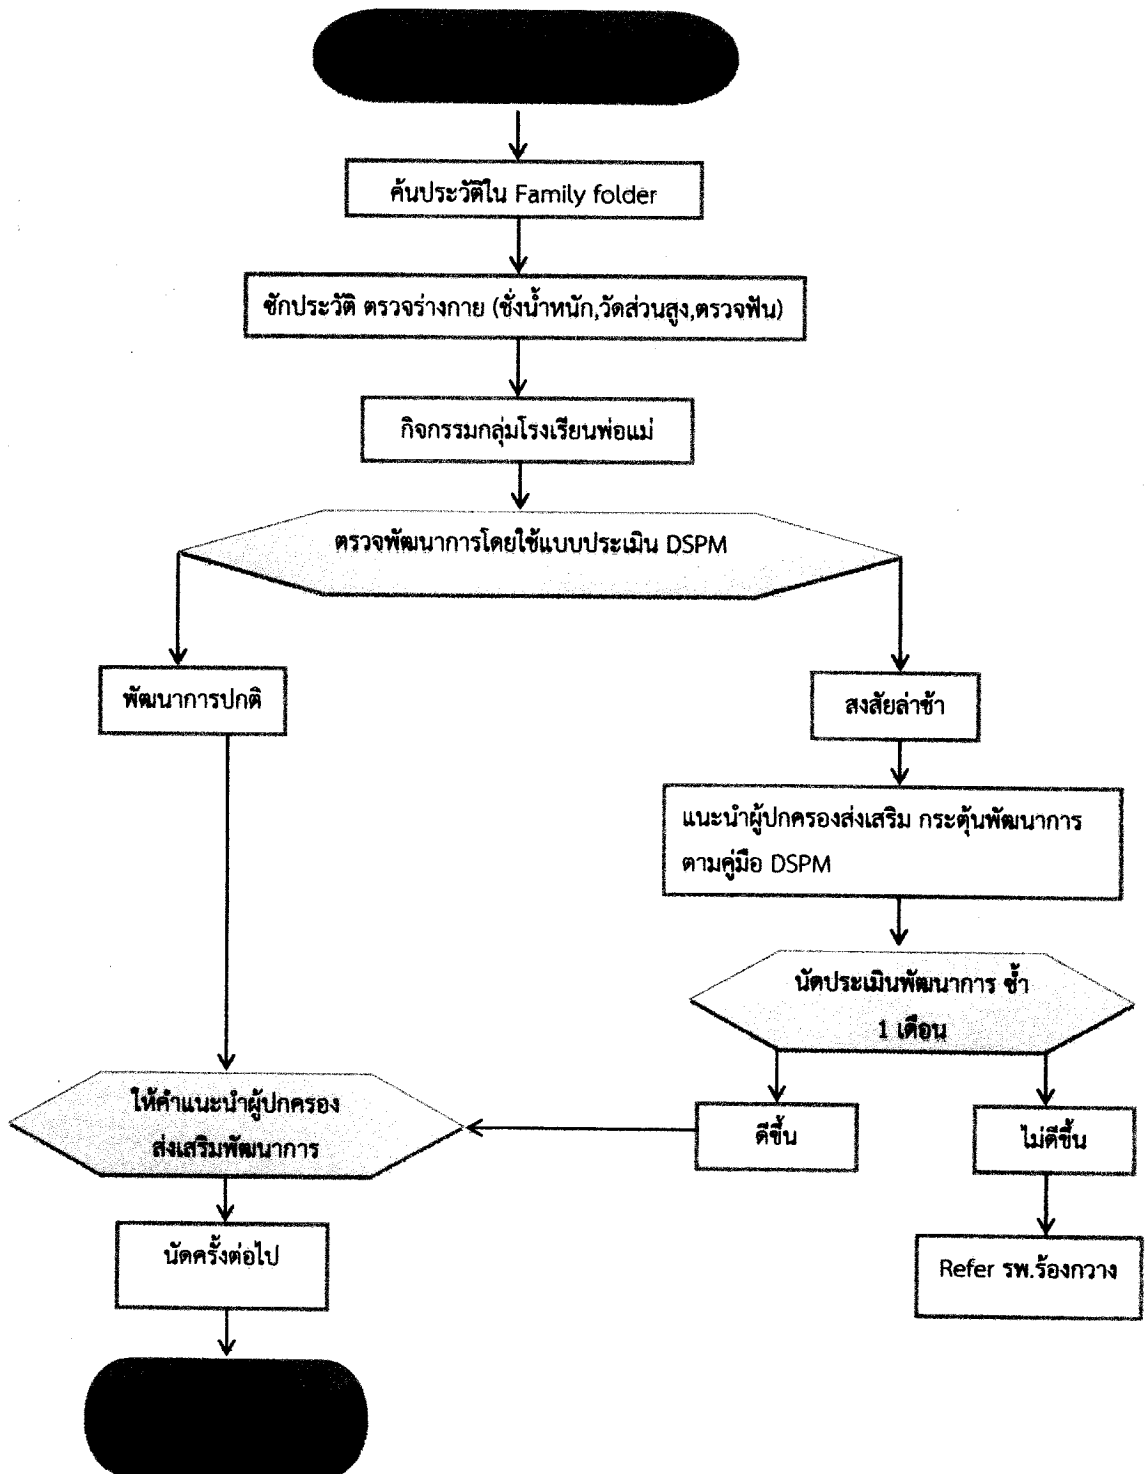 ค้นประวัติใน Family folder
ซักประวัติ ตรวจร่างกาย (ชั่งน้ำหนัก,วัดส่วนสูง,ตรวจฟัน)
กิจกรรมกลุ่มโรงเรียนพ่อแม่
ตรวจพัฒนาการโดยใช้แบบประเมิน DSPM
พัฒนาการปกติ
สงสัยล่าช้า
แนะนำผู้ปกครองส่งเสริม กระตุ้นพัฒนาการ
ตามคู่มือ DSPM
นัดประเมินพัฒนาการ ซ้ำ
1 เดือน
ให้คำแนะนำผู้ปกครอง
ส่งเสริมพัฒนาการ
ดีขึ้น
ไม่ดีขึ้น
นัดครั้งต่อไป
Refer รพ.ร้องกวาง